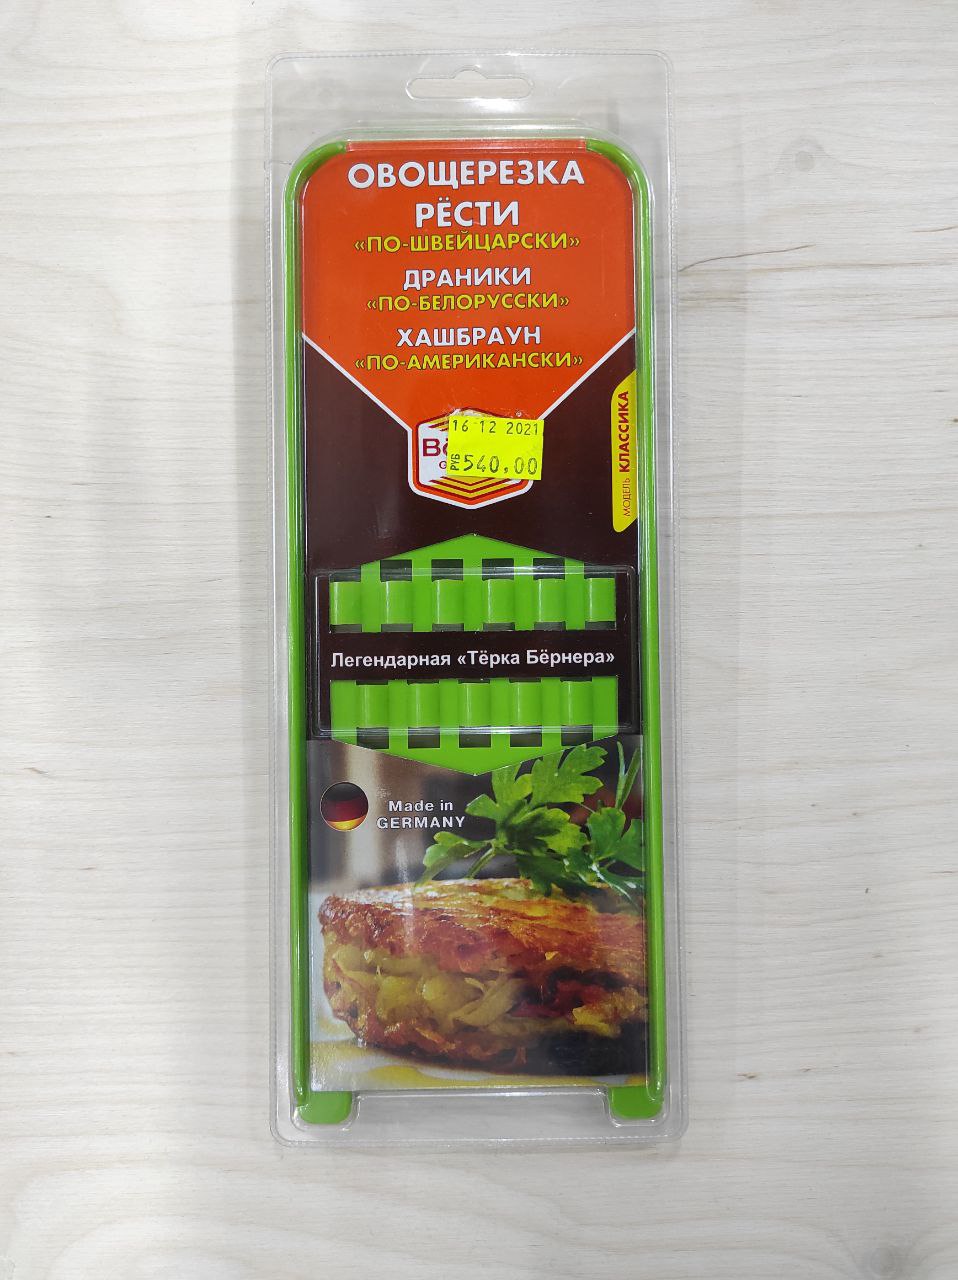 ОВОЩЕРЕЗКА
РЁСТИ
«ПО-ШВЕЙЦАРСКИ»
ДРАНИКИ
«ПО-БЕЛОРУССКИ»
ХАШБРАУН
«ПО-АМЕРИКАНСКИ»
МОДЕЛЬ КЛАССИКА
16 12 2021
РУБ 540,00
Легендарная «Тёрка Бёрнера»
Made in
GERMANY